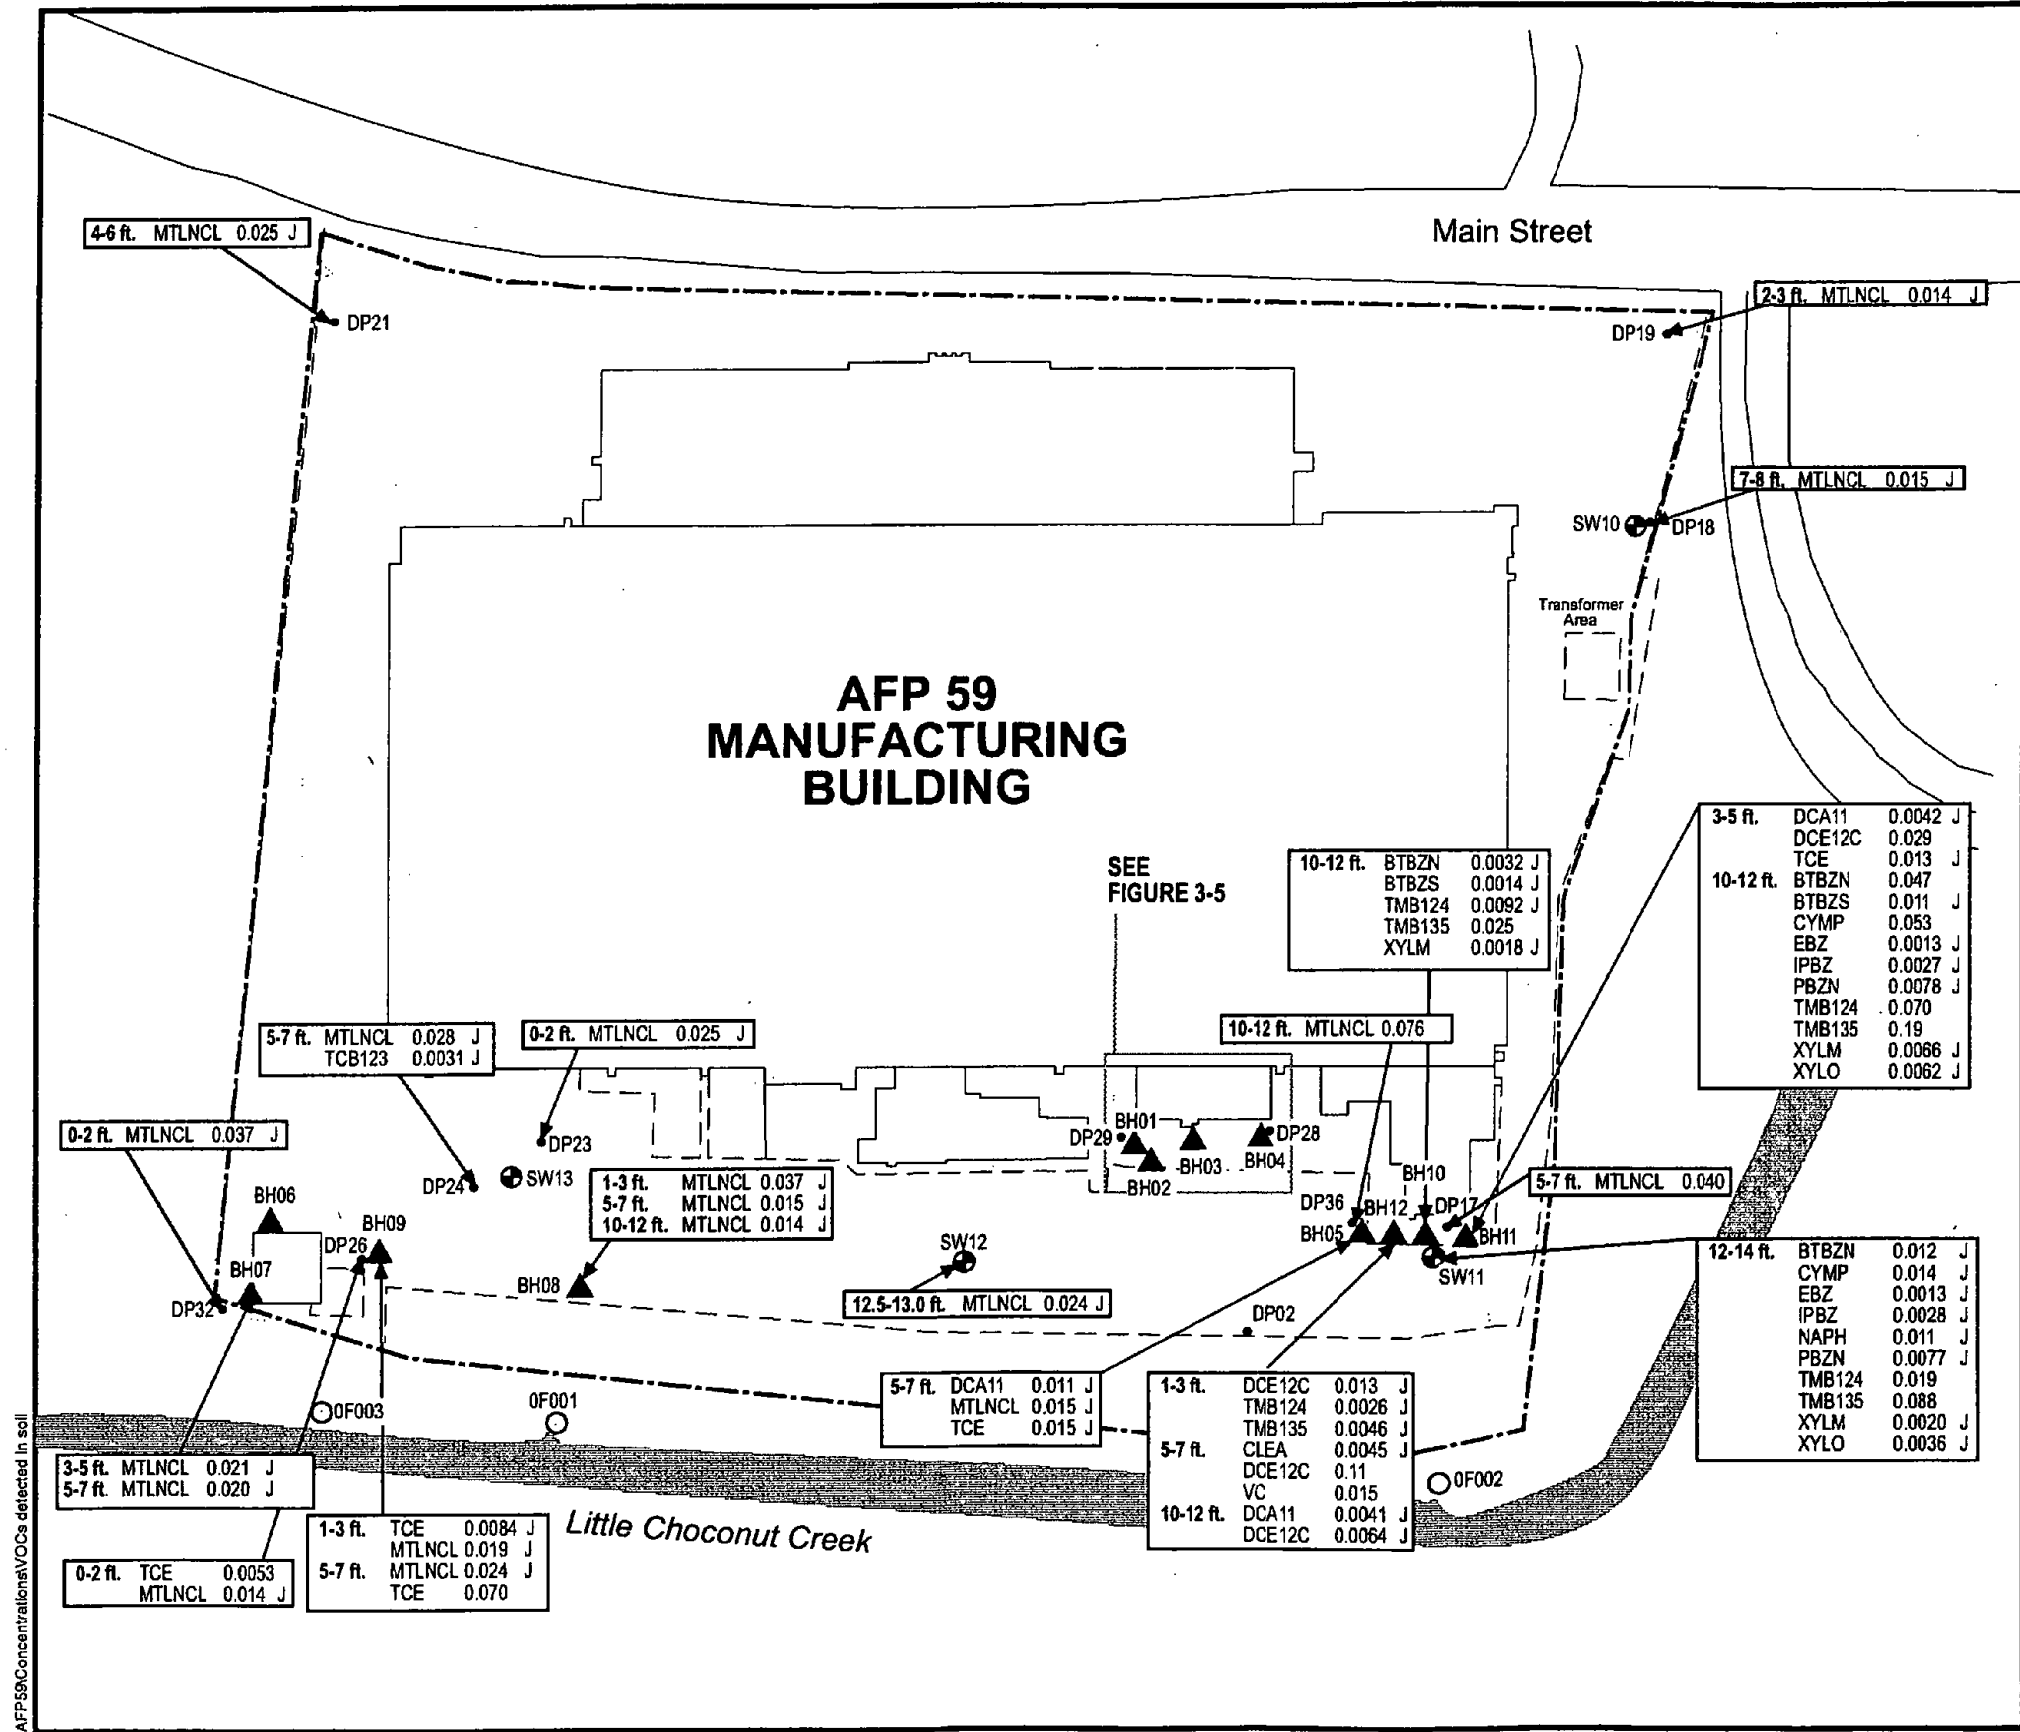 Main Street
4-6 ft. MTLNCL 0.025 J
DP21
2-3 ft. MTLNCL 0.014 J
DP19
7-8 ft. MTLNCL 0.015 J
SW10
DP18
Transformer
Area
AFP 59
MANUFACTURING
BUILDING
SEE
FIGURE 3-5
10-12 ft. BTBZN 0.0032 J
BTBZS 0.0014 J
TMB124 0.0092 J
TMB135 0.025
XYLM 0.0018 J
3-5 ft. DCA11 0.0042 J
DCE12C 0.029
TCE 0.013 J
10-12 ft. BTBZN 0.047
BTBZS 0.011 J
CYMP 0.053
EBZ 0.0013 J
IPBZ 0.0027 J
PBZN 0.0078 J
TMB124 0.070
TMB135 0.19
XYLM 0.0066 J
XYLO 0.0062 J
5-7 ft. MTLNCL 0.028 J
TCB123 0.0031 J
0-2 ft. MTLNCL 0.025 J
10-12 ft. MTLNCL 0.076
0-2 ft. MTLNCL 0.037 J
DP23
DP24
SW13
DP29
BH01
BH02
BH03
BH04
DP28
BH10
1-3 ft. MTLNCL 0.037 J
5-7 ft. MTLNCL 0.015 J
10-12 ft. MTLNCL 0.014 J
5-7 ft. MTLNCL 0.040
BH06
BH09
DP26
BH07
DP32
BH08
SW12
DP36
BH12
DP17
BH05
BH11
SW11
12.5-13.0 ft. MTLNCL 0.024 J
DP02
12-14 ft. BTBZN 0.012 J
CYMP 0.014 J
EBZ 0.0013 J
IPBZ 0.0028 J
NAPH 0.011 J
PBZN 0.0077 J
TMB124 0.019
TMB135 0.088
XYLM 0.0020 J
XYLO 0.0036 J
5-7 ft. DCA11 0.011 J
MTLNCL 0.015 J
TCE 0.015 J
1-3 ft. DCE12C 0.013 J
TMB124 0.0026 J
TMB135 0.0046 J
5-7 ft. CLEA 0.0045 J
DCE12C 0.11
VC 0.015
10-12 ft. DCA11 0.0041 J
DCE12C 0.0064 J
0F003
0F001
0F002
3-5 ft. MTLNCL 0.021 J
5-7 ft. MTLNCL 0.020 J
Little Choconut Creek
1-3 ft. TCE 0.0084 J
MTLNCL 0.019 J
5-7 ft. MTLNCL 0.024 J
TCE 0.070
0-2 ft. TCE 0.0053
MTLNCL 0.014 J
AFP59\Concentrations\VOCs detected in soil